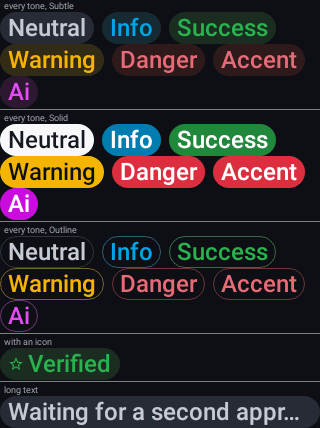 every tone, Subtle
Neutral Info Success
Warning Danger Accent
Ai
every tone, Solid
Neutral Info Success
Warning Danger Accent
Ai
every tone, Outline
Neutral Info Success
Warning Danger Accent
Ai
with an icon
Verified
long text
Waiting for a second appr...